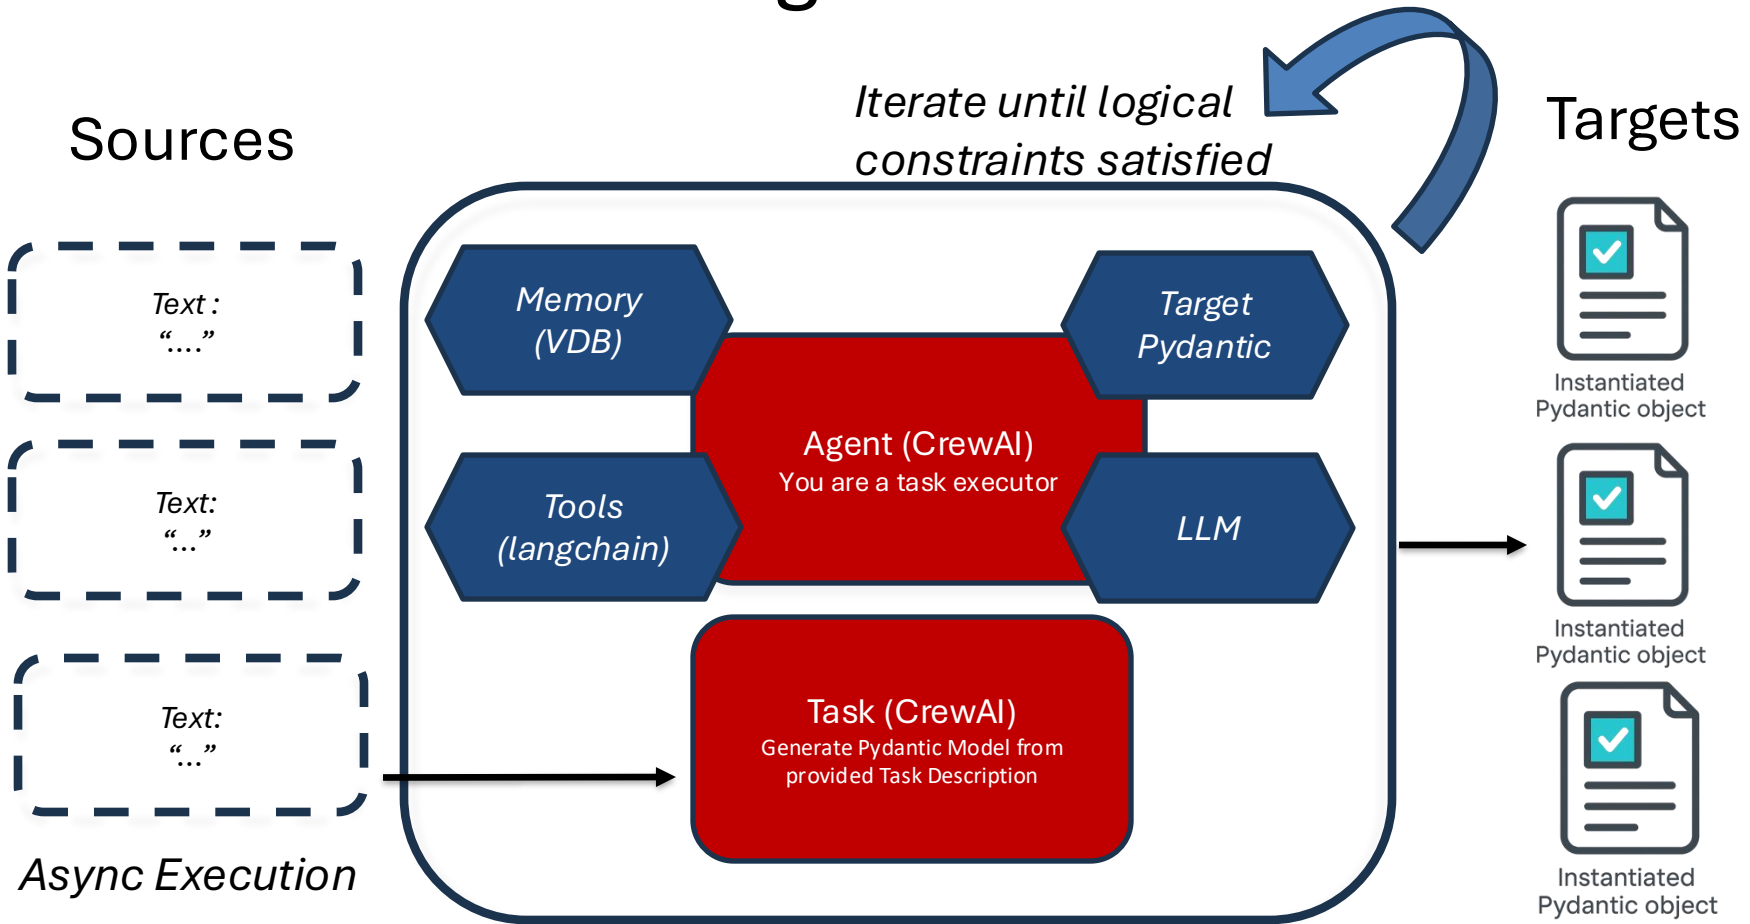 Iterate until logical
constraints satisfied
Sources
Targets
Text :
“....”
Text:
“...”
Text:
“...”
Async Execution
Memory
(VDB)
Target
Pydantic
Agent (CrewAI)
You are a task executor
Tools
(langchain)
LLM
Task (CrewAI)
Generate Pydantic Model from
provided Task Description
Instantiated
Pydantic object
Instantiated
Pydantic object
Instantiated
Pydantic object